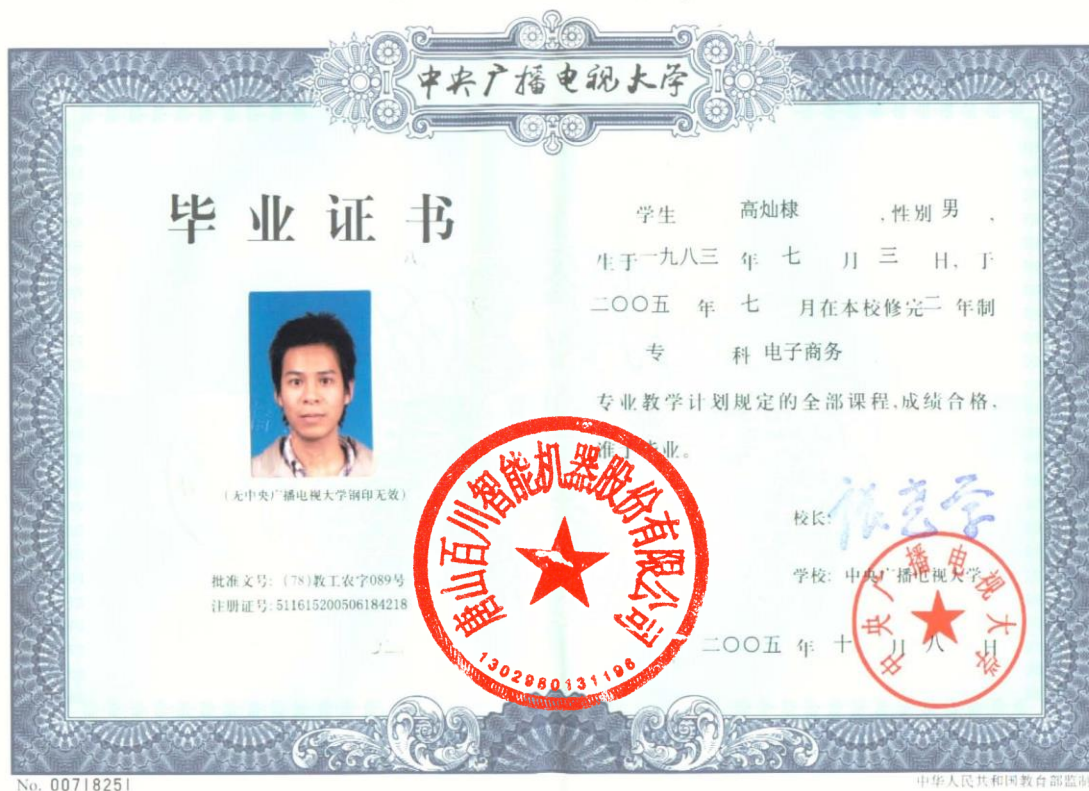 中央广播电视大学
毕业证书
(无中央广播电视大学钢印无效)
批准文号: (78)教工农字089号
注册证号: 511615200506184218
学生 高灿棣 , 性别 男 、
生于 一九八三 年 七 月 三 日, 于
二〇〇五 年 七 月在本校修完 二 年制
专 科 电子商务
专业教学计划规定的全部课程,成绩合格,
准予毕业。
校长:
学校: 中央广播电视大学
二〇〇五 年 十 月 八 日
中央广播电视大学
唐山百川智能机器股份有限公司
1302980131196
No. 00718251
中华人民共和国教育部监制